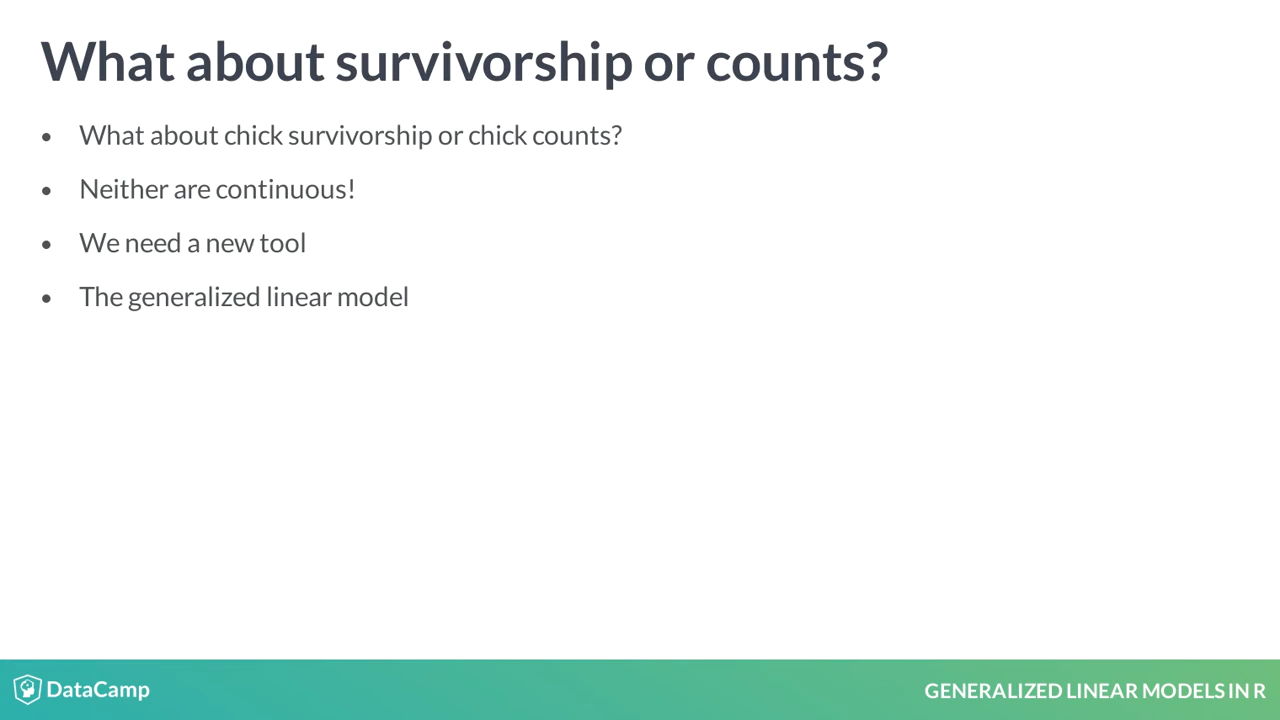 What about survivorship or counts?
• What about chick survivorship or chick counts?
• Neither are continuous!
• We need a new tool
• The generalized linear model
DataCamp
GENERALIZED LINEAR MODELS IN R